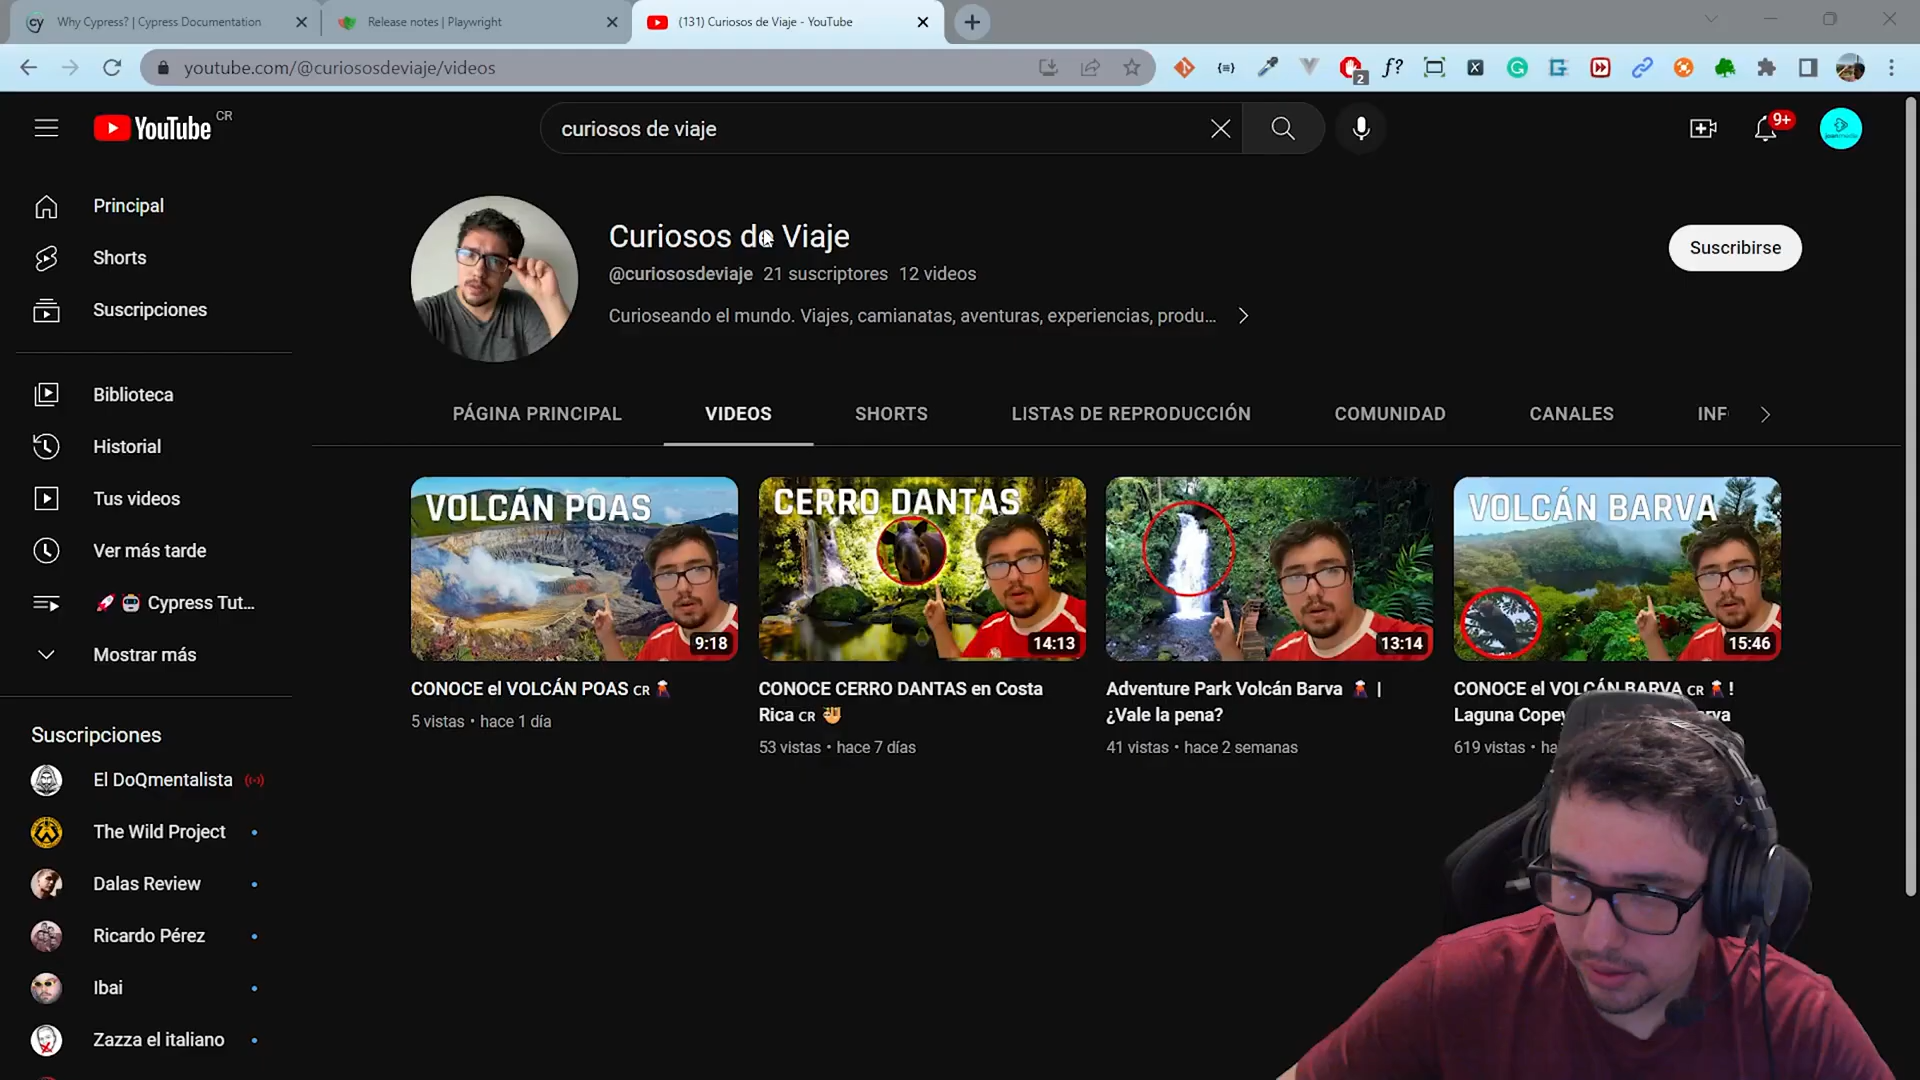 Why Cypress? | Cypress Documentation
Release notes | Playwright
(131) Curiosos de Viaje - YouTube
youtube.com/@curiososdeviaje/videos
2
f?
YouTube CR
curiosos de viaje
9+
Principal
Shorts
Suscripciones
Biblioteca
Historial
Tus videos
Ver más tarde
🚀 🤖 Cypress Tut...
Mostrar más
Suscripciones
El DoQmentalista
The Wild Project
Dalas Review
Ricardo Pérez
Ibai
Zazza el italiano
Curiosos de Viaje
@curiososdeviaje 21 suscriptores 12 videos
Curioseando el mundo. Viajes, camianatas, aventuras, experiencias, produ...
Suscribirse
PÁGINA PRINCIPAL
VIDEOS
SHORTS
LISTAS DE REPRODUCCIÓN
COMUNIDAD
CANALES
INF
VOLCÁN POAS
9:18
CONOCE el VOLCÁN POAS CR 🌋
5 vistas • hace 1 día
CERRO DANTAS
14:13
CONOCE CERRO DANTAS en Costa
Rica CR 🦥
53 vistas • hace 7 días
13:14
Adventure Park Volcán Barva 🌋 |
¿Vale la pena?
41 vistas • hace 2 semanas
VOLCÁN BARVA
15:46
CONOCE el VOLCÁN BARVA CR 🌋 !
Laguna
619 vistas •